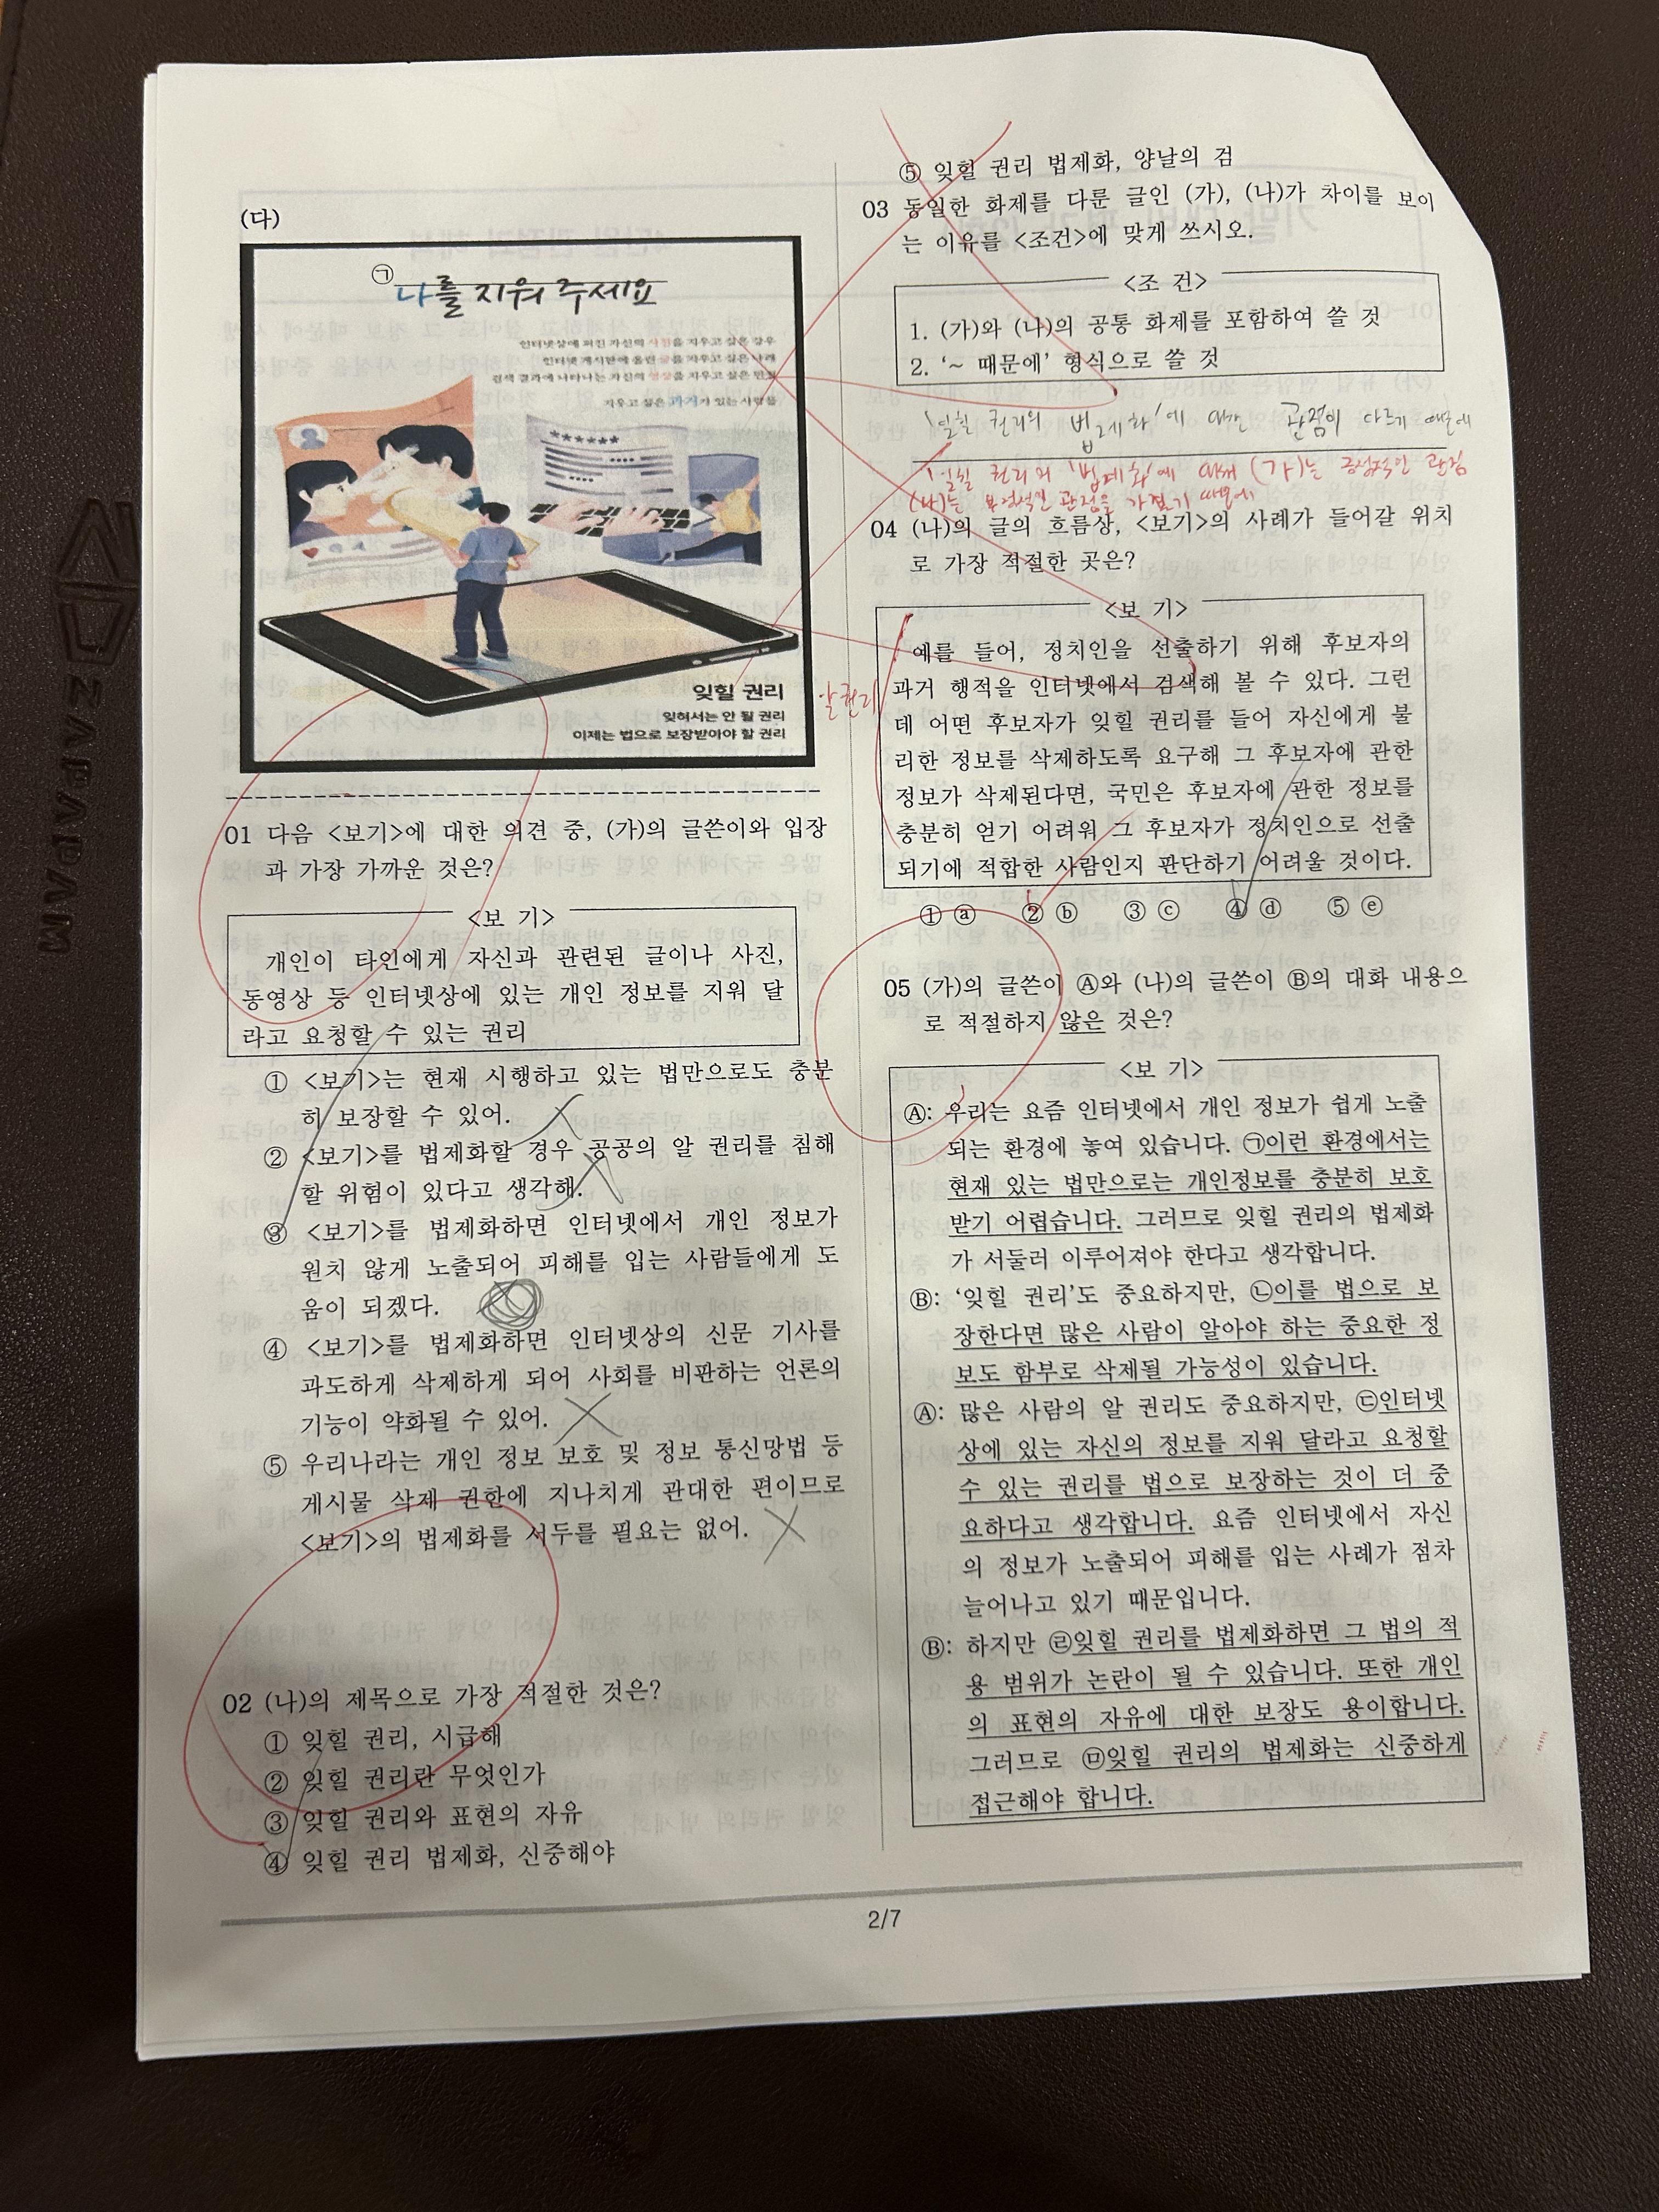 (다)
㉠
나를 지워 주세요
인터넷상에 퍼진 자신의 사진을 지우고 싶은 경우
인터넷 게시판에 올린 글을 지우고 싶은 사례
검색 결과에 나타나는 자신의 영상을 지우고 싶은 연
지우고 싶은 과거가 있는 사람들
잊힐 권리
잊혀서는 안 될 권리
이제는 법으로 보장받아야 할 권리
01 다음 <보기>에 대한 의견 중, (가)의 글쓴이와 입장
과 가장 가까운 것은?
<보 기>
개인이 타인에게 자신과 관련된 글이나 사진,
동영상 등 인터넷상에 있는 개인 정보를 지워 달
라고 요청할 수 있는 권리
① <보기>는 현재 시행하고 있는 법만으로도 충분
히 보장할 수 있어.
② <보기>를 법제화할 경우 공공의 알 권리를 침해
할 위험이 있다고 생각해.
③ <보기>를 법제화하면 인터넷에서 개인 정보가
원치 않게 노출되어 피해를 입는 사람들에게 도
움이 되겠다.
④ <보기>를 법제화하면 인터넷상의 신문 기사를
과도하게 삭제하게 되어 사회를 비판하는 언론의
기능이 약화될 수 있어.
⑤ 우리나라는 개인 정보 보호 및 정보 통신망법 등
게시물 삭제 권한에 지나치게 관대한 편이므로
<보기>의 법제화를 서두를 필요는 없어.
02 (나)의 제목으로 가장 적절한 것은?
① 잊힐 권리, 시급해
② 잊힐 권리란 무엇인가
③ 잊힐 권리와 표현의 자유
④ 잊힐 권리 법제화, 신중해야
⑤ 잊힐 권리 법제화, 양날의 검
03 동일한 화제를 다룬 글인 (가), (나)가 차이를 보이
는 이유를 <조건>에 맞게 쓰시오.
<조 건>
1. (가)와 (나)의 공통 화제를 포함하여 쓸 것
2. '~ 때문에' 형식으로 쓸 것
'잊힐 권리의 법제화'에 대한 관점이 다르기 때문에
'잊힐 권리의 법제화'에 대해 (가)는 긍정적인 관점
(나)는 부정적인 관점을 가졌기 때문에
04 (나)의 글의 흐름상, <보기>의 사례가 들어갈 위치
로 가장 적절한 곳은?
<보 기>
알 권리
예를 들어, 정치인을 선출하기 위해 후보자의
과거 행적을 인터넷에서 검색해 볼 수 있다. 그런
데 어떤 후보자가 잊힐 권리를 들어 자신에게 불
리한 정보를 삭제하도록 요구해 그 후보자에 관한
정보가 삭제된다면, 국민은 후보자에 관한 정보를
충분히 얻기 어려워 그 후보자가 정치인으로 선출
되기에 적합한 사람인지 판단하기 어려울 것이다.
① ⓐ ② ⓑ ③ ⓒ ④ ⓓ ⑤ ⓔ
05 (가)의 글쓴이 Ⓐ와 (나)의 글쓴이 Ⓑ의 대화 내용으
로 적절하지 않은 것은?
<보 기>
Ⓐ: 우리는 요즘 인터넷에서 개인 정보가 쉽게 노출
되는 환경에 놓여 있습니다. ㉠이런 환경에서는
현재 있는 법만으로는 개인정보를 충분히 보호
받기 어렵습니다. 그러므로 잊힐 권리의 법제화
가 서둘러 이루어져야 한다고 생각합니다.
Ⓑ: '잊힐 권리'도 중요하지만, ㉡이를 법으로 보
장한다면 많은 사람이 알아야 하는 중요한 정
보도 함부로 삭제될 가능성이 있습니다.
Ⓐ: 많은 사람의 알 권리도 중요하지만, ㉢인터넷
상에 있는 자신의 정보를 지워 달라고 요청할
수 있는 권리를 법으로 보장하는 것이 더 중
요하다고 생각합니다. 요즘 인터넷에서 자신
의 정보가 노출되어 피해를 입는 사례가 점차
늘어나고 있기 때문입니다.
Ⓑ: 하지만 ㉣잊힐 권리를 법제화하면 그 법의 적
용 범위가 논란이 될 수 있습니다. 또한 개인
의 표현의 자유에 대한 보장도 용이합니다.
그러므로 ㉤잊힐 권리의 법제화는 신중하게
접근해야 합니다.
2/7